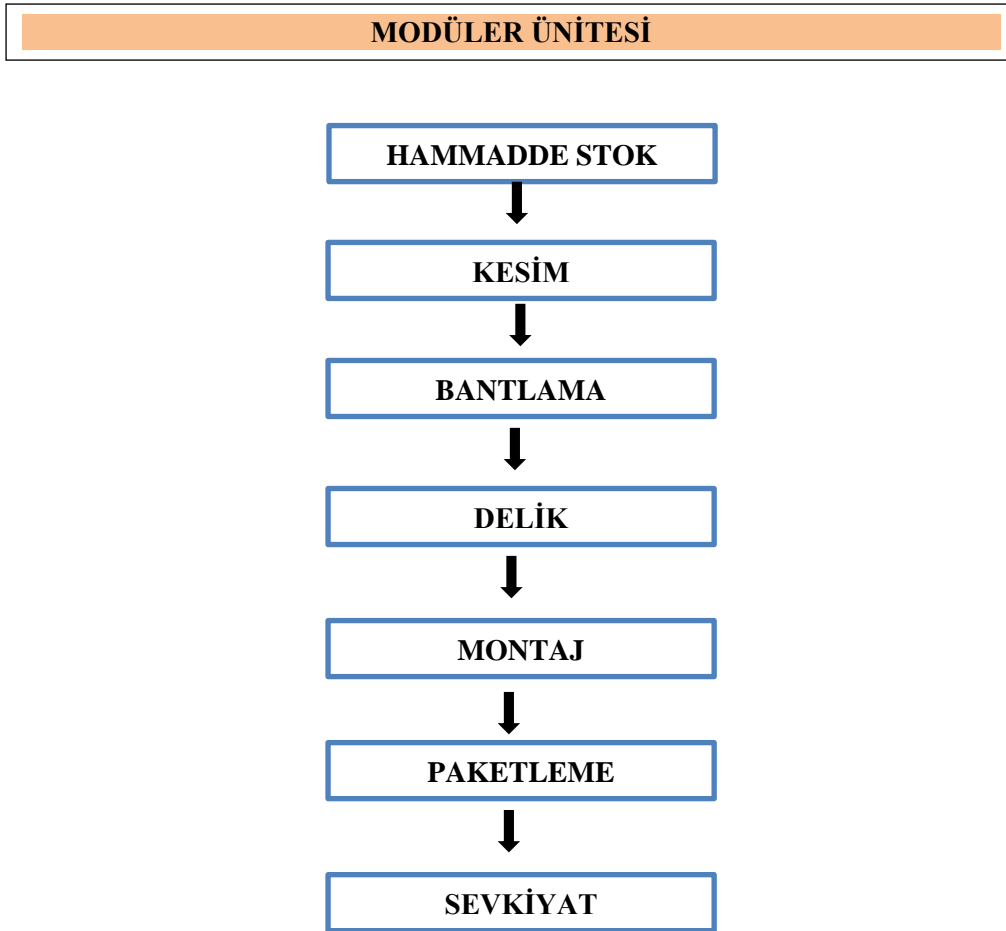 MODÜLER ÜNİTESİ
HAMMADDE STOK
KESİM
BANTLAMA
DELİK
MONTAJ
PAKETLEME
SEVKİYAT